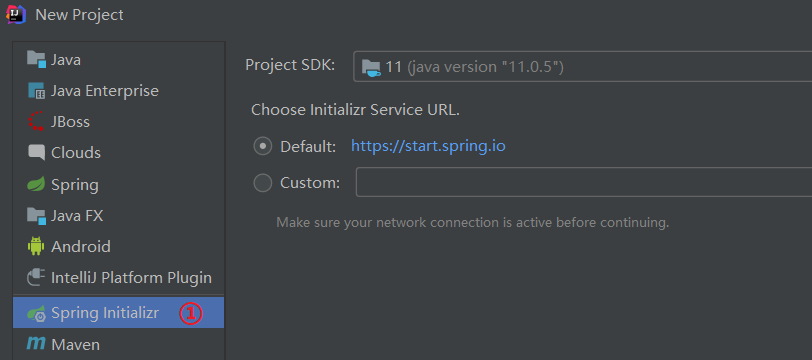 New Project
Java
Java Enterprise
JBoss
Clouds
Spring
Java FX
Android
IntelliJ Platform Plugin
Spring Initializr ①
Maven
Project SDK: 11 (java version "11.0.5")
Choose Initializr Service URL.
Default: https://start.spring.io
Custom:
Make sure your network connection is active before continuing.